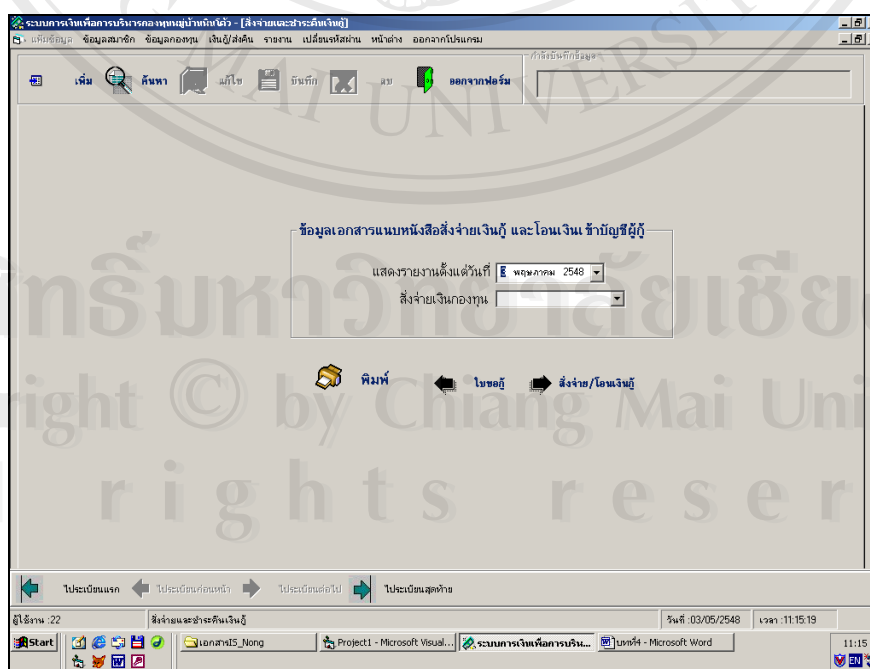 ระบบการเงินเพื่อการบริหารกองทุนหมู่บ้านนิบได้ว - [สั่งจ่ายและชำระคืนเงินกู้]
แฟ้มข้อมูล ข้อมูลสมาชิก ข้อมูลกองทุน เงินกู้/ส่งคืน รายงาน เปลี่ยนรหัสผ่าน หน้าต่าง ออกจากโปรแกรม
กำลังบันทึกข้อมูล
เพิ่ม ค้นหา แก้ไข บันทึก ลบ ออกจากฟอร์ม
MAI UNIVER
ข้อมูลเอกสารแนบหนังสือสั่งจ่ายเงินกู้ และโอนเงินเข้าบัญชีผู้กู้
แสดงรายงานตั้งแต่วันที่ 3 พฤษภาคม 2548
สั่งจ่ายเงินกองทุน
ทธิ์มหาวิทยาลัยเชีย
พิมพ์ ใบขอกู้ สั่งจ่าย/โอนเงินกู้
right © by Chiang Mai Uni
rights reser
ไประเบียนแรก ไประเบียนก่อนหน้า ไประเบียนต่อไป ไประเบียนสุดท้าย
ผู้ใช้งาน :22 สั่งจ่ายและชำระคืนเงินกู้ วันที่ :03/05/2548 เวลา :11:15:19
Start เอกสารIS_Nong Project1 - Microsoft Visual... ระบบการเงินเพื่อการบริห... บทที่4 - Microsoft Word 11:15
EN